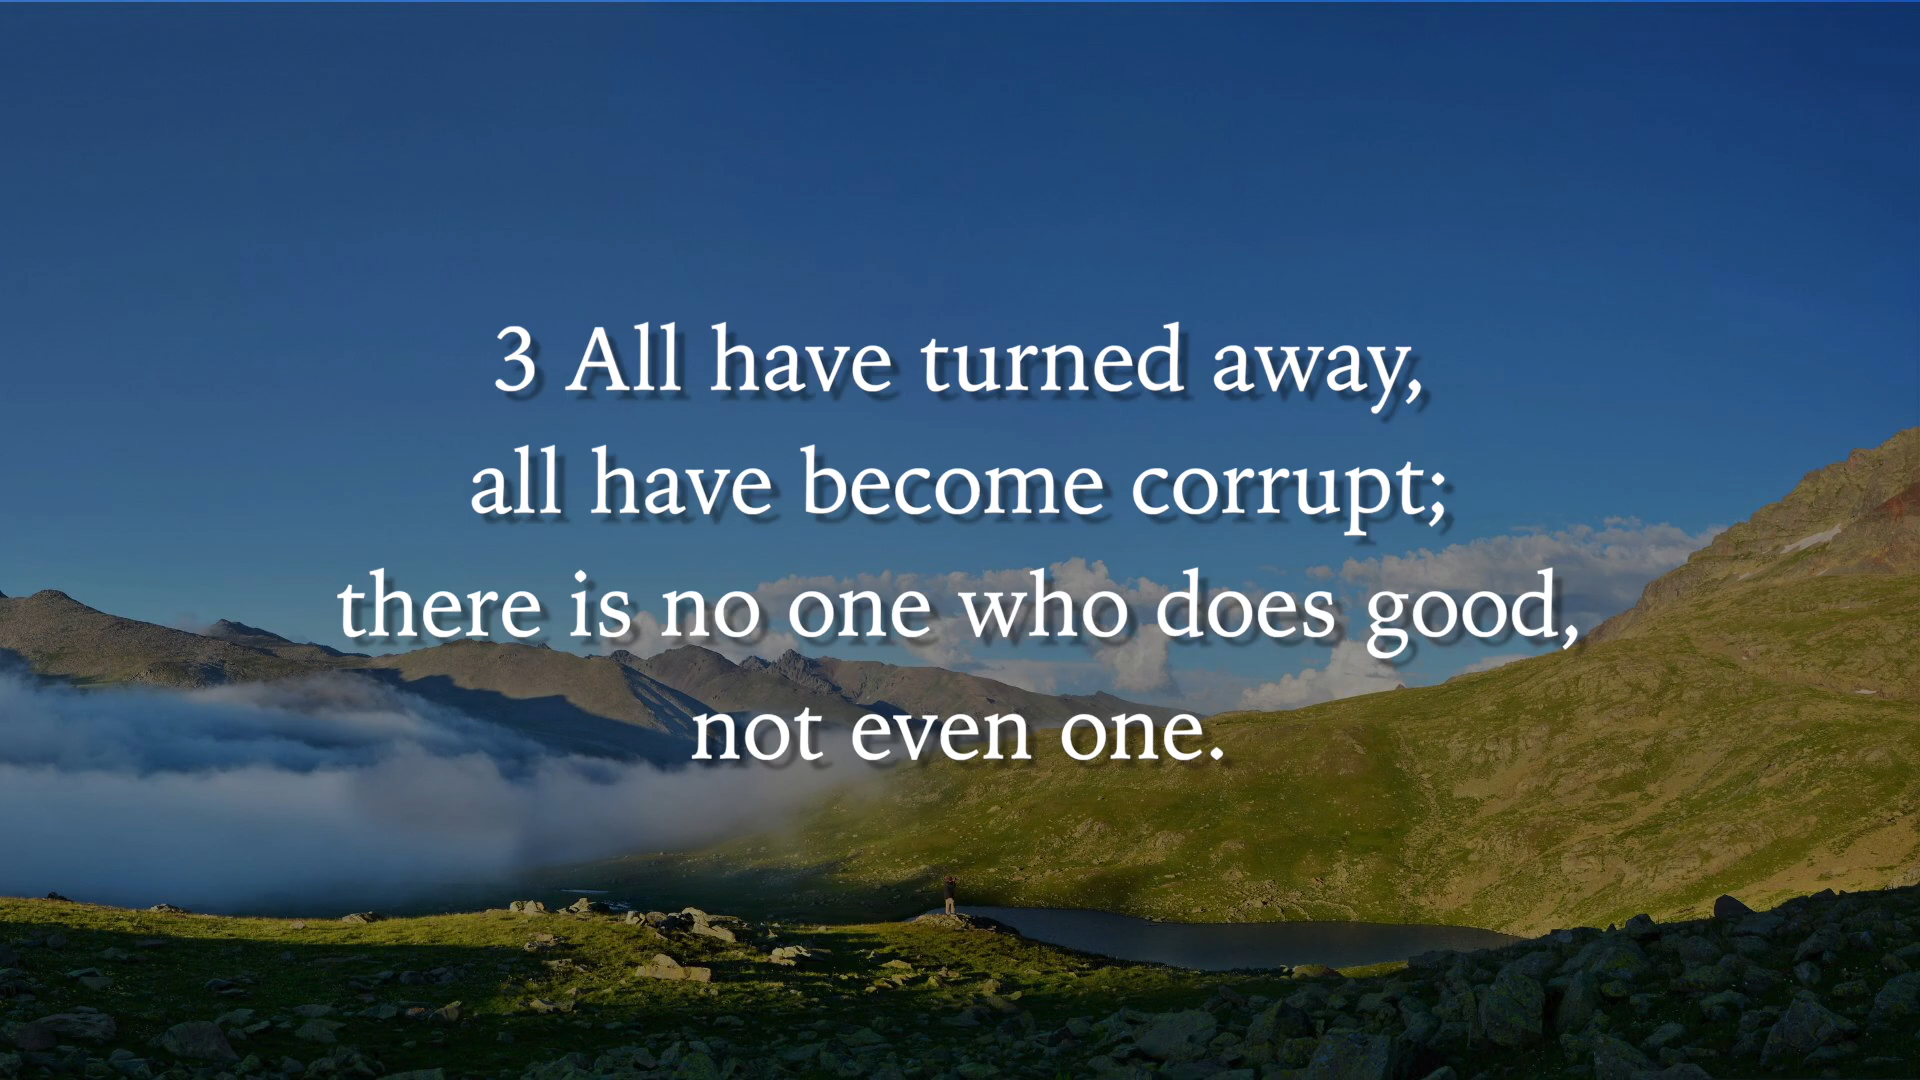 3 All have turned away,
all have become corrupt;
there is no one who does good,
not even one.